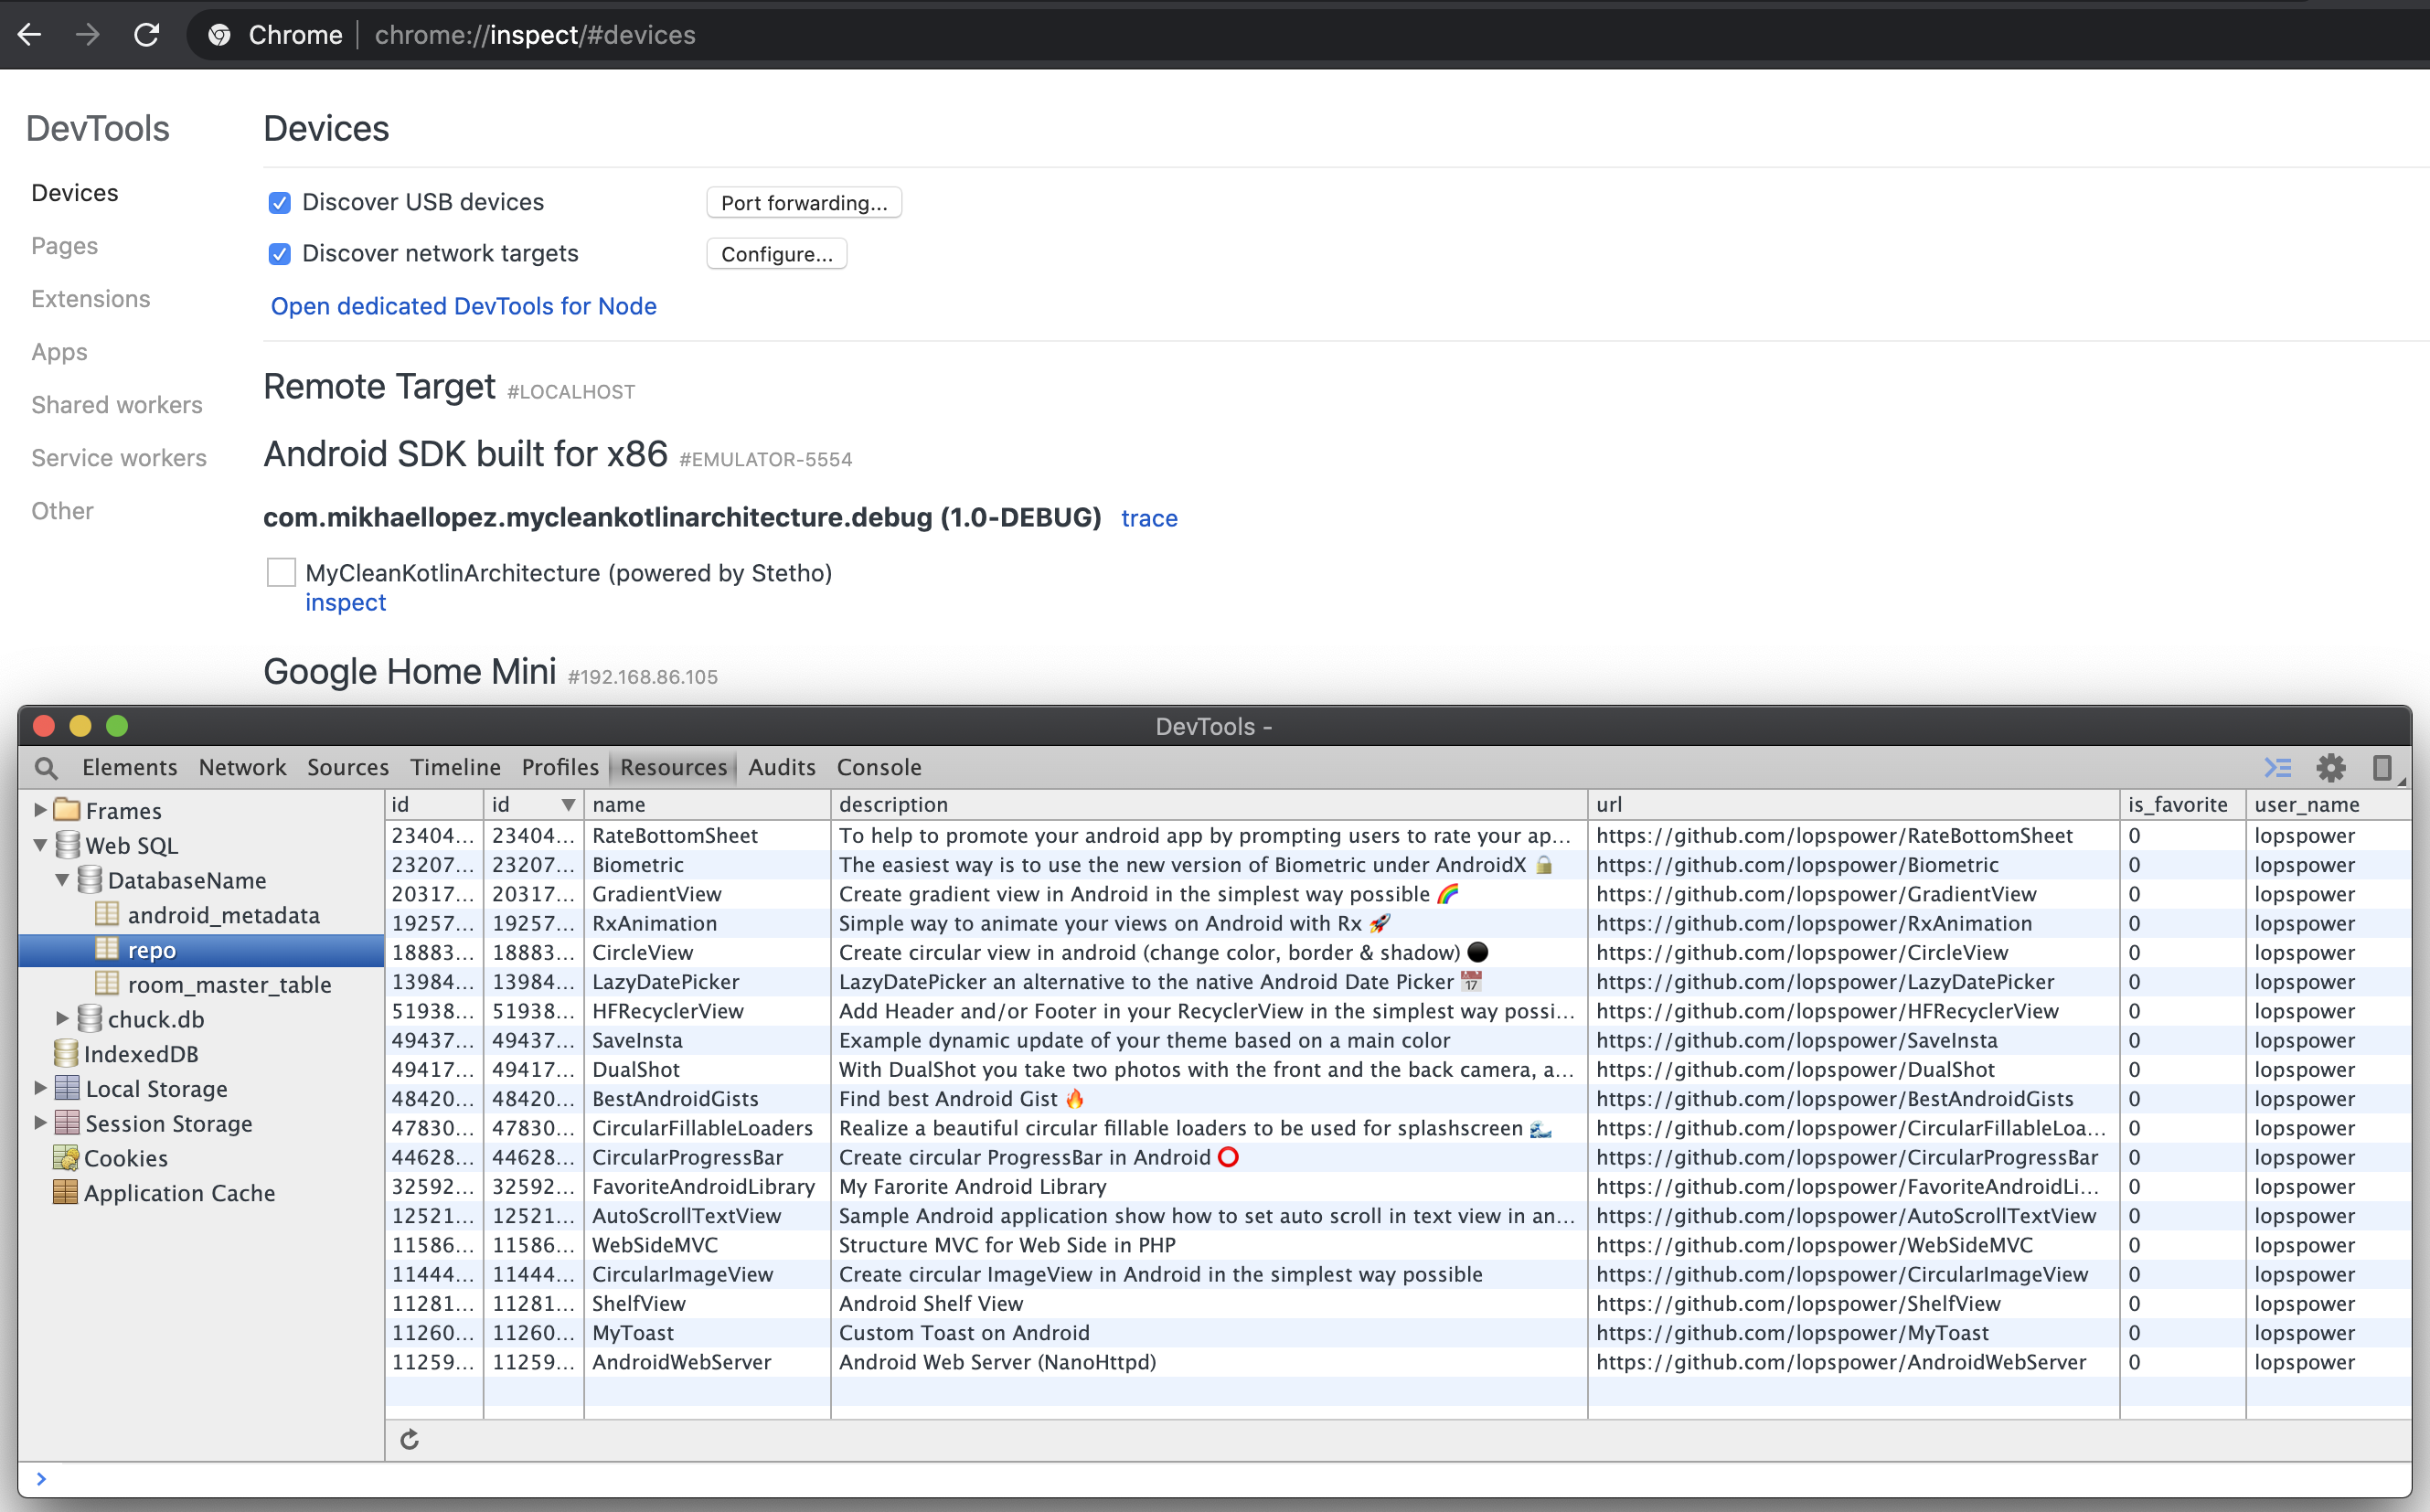 Chrome | chrome://inspect/#devices
DevTools
Devices
Pages
Extensions
Apps
Shared workers
Service workers
Other
Devices
Discover USB devices Port forwarding...
Discover network targets Configure...
Open dedicated DevTools for Node
Remote Target #LOCALHOST
Android SDK built for x86 #EMULATOR-5554
com.mikhaellopez.mycleankotlinarchitecture.debug (1.0-DEBUG) trace
MyCleanKotlinArchitecture (powered by Stetho)
inspect
Google Home Mini #192.168.86.105
DevTools -
Elements Network Sources Timeline Profiles Resources Audits Console
Frames
Web SQL
DatabaseName
android_metadata
repo
room_master_table
chuck.db
IndexedDB
Local Storage
Session Storage
Cookies
Application Cache
id id name description url is_favorite user_name
23404... 23404... RateBottomSheet To help to promote your android app by prompting users to rate your ap... https://github.com/lopspower/RateBottomSheet 0 lopspower
23207... 23207... Biometric The easiest way is to use the new version of Biometric under AndroidX 🔒 https://github.com/lopspower/Biometric 0 lopspower
20317... 20317... GradientView Create gradient view in Android in the simplest way possible 🌈 https://github.com/lopspower/GradientView 0 lopspower
19257... 19257... RxAnimation Simple way to animate your views on Android with Rx 🚀 https://github.com/lopspower/RxAnimation 0 lopspower
18883... 18883... CircleView Create circular view in android (change color, border & shadow) ⚫ https://github.com/lopspower/CircleView 0 lopspower
13984... 13984... LazyDatePicker LazyDatePicker an alternative to the native Android Date Picker 📅 https://github.com/lopspower/LazyDatePicker 0 lopspower
51938... 51938... HFRecyclerView Add Header and/or Footer in your RecyclerView in the simplest way possi... https://github.com/lopspower/HFRecyclerView 0 lopspower
49437... 49437... SaveInsta Example dynamic update of your theme based on a main color https://github.com/lopspower/SaveInsta 0 lopspower
49417... 49417... DualShot With DualShot you take two photos with the front and the back camera, a... https://github.com/lopspower/DualShot 0 lopspower
48420... 48420... BestAndroidGists Find best Android Gist 🔥 https://github.com/lopspower/BestAndroidGists 0 lopspower
47830... 47830... CircularFillableLoaders Realize a beautiful circular fillable loaders to be used for splashscreen 🌊 https://github.com/lopspower/CircularFillableLoa... 0 lopspower
44628... 44628... CircularProgressBar Create circular ProgressBar in Android ⭕ https://github.com/lopspower/CircularProgressBar 0 lopspower
32592... 32592... FavoriteAndroidLibrary My Farorite Android Library https://github.com/lopspower/FavoriteAndroidLi... 0 lopspower
12521... 12521... AutoScrollTextView Sample Android application show how to set auto scroll in text view in an... https://github.com/lopspower/AutoScrollTextView 0 lopspower
11586... 11586... WebSideMVC Structure MVC for Web Side in PHP https://github.com/lopspower/WebSideMVC 0 lopspower
11444... 11444... CircularImageView Create circular ImageView in Android in the simplest way possible https://github.com/lopspower/CircularImageView 0 lopspower
11281... 11281... ShelfView Android Shelf View https://github.com/lopspower/ShelfView 0 lopspower
11260... 11260... MyToast Custom Toast on Android https://github.com/lopspower/MyToast 0 lopspower
11259... 11259... AndroidWebServer Android Web Server (NanoHttpd) https://github.com/lopspower/AndroidWebServer 0 lopspower